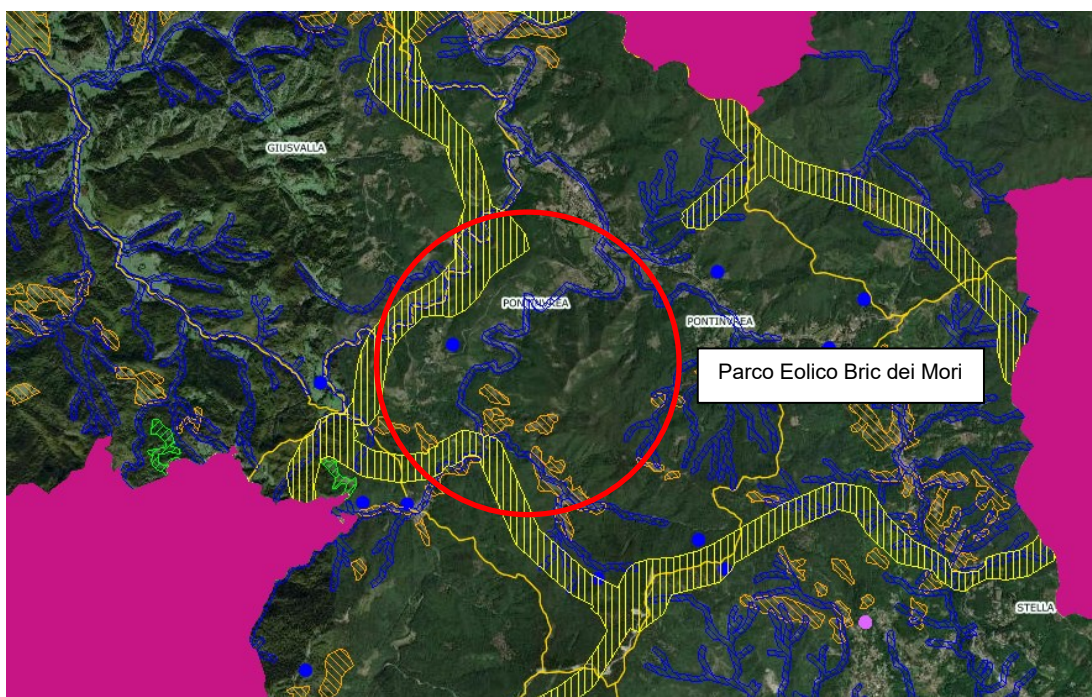 GIUSVALLA
PONTINVREA
PONTINVREA
Parco Eolico Bric dei Mori
STELLA